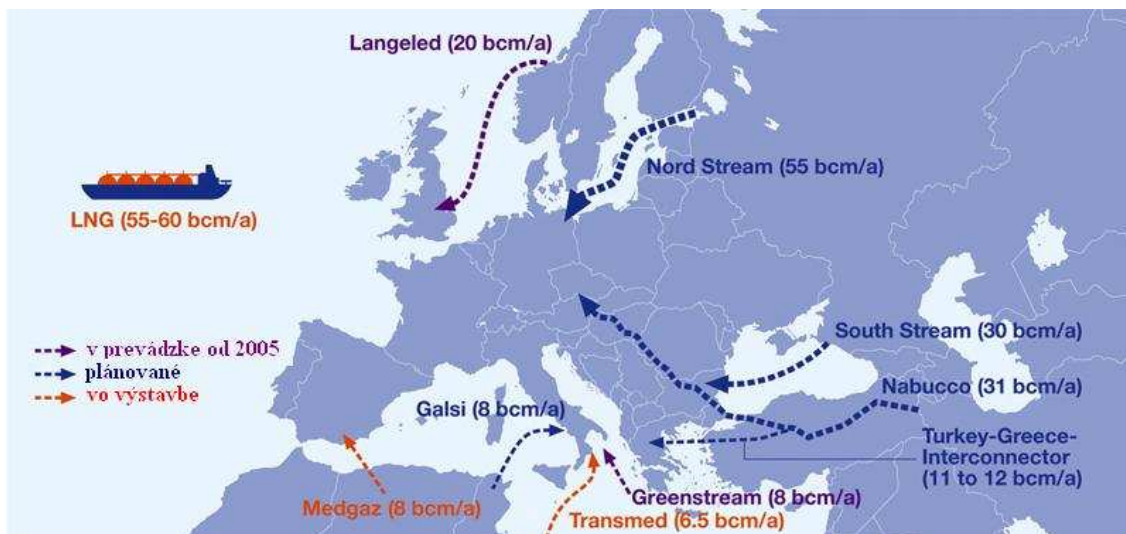 Langeled (20 bcm/a)
Nord Stream (55 bcm/a)
LNG (55-60 bcm/a)
South Stream (30 bcm/a)
v prevádzke od 2005
plánované
vo výstavbe
Nabucco (31 bcm/a)
Galsi (8 bcm/a)
Turkey-Greece-
Interconnector
(11 to 12 bcm/a)
Medgaz (8 bcm/a)
Greenstream (8 bcm/a)
Transmed (6.5 bcm/a)